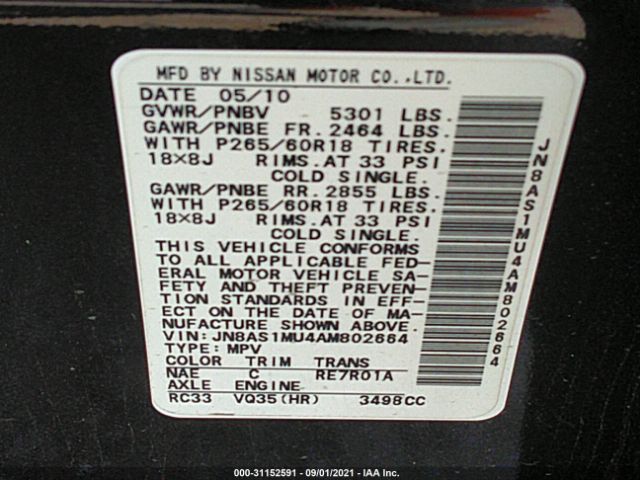 MFD BY NISSAN MOTOR CO.,LTD.
DATE 05/10
GVWR/PNBV 5301 LBS.
GAWR/PNBE FR. 2464 LBS.
WITH P265/60R18 TIRES.
18X8J RIMS. AT 33 PSI
COLD SINGLE.
GAWR/PNBE RR. 2855 LBS.
WITH P265/60R18 TIRES.
18X8J RIMS. AT 33 PSI
COLD SINGLE.
THIS VEHICLE CONFORMS
TO ALL APPLICABLE FED-
ERAL MOTOR VEHICLE SA-
FETY AND THEFT PREVEN-
TION STANDARDS IN EFF-
ECT ON THE DATE OF MA-
NUFACTURE SHOWN ABOVE.
VIN: JN8AS1MU4AM802664
TYPE: MPV
COLOR TRIM TRANS
NAE C RE7R01A
AXLE ENGINE
RC33 VQ35(HR) 3498CC
JN8AS1MU4AM802664
000-31152591 - 09/01/2021 - IAA Inc.